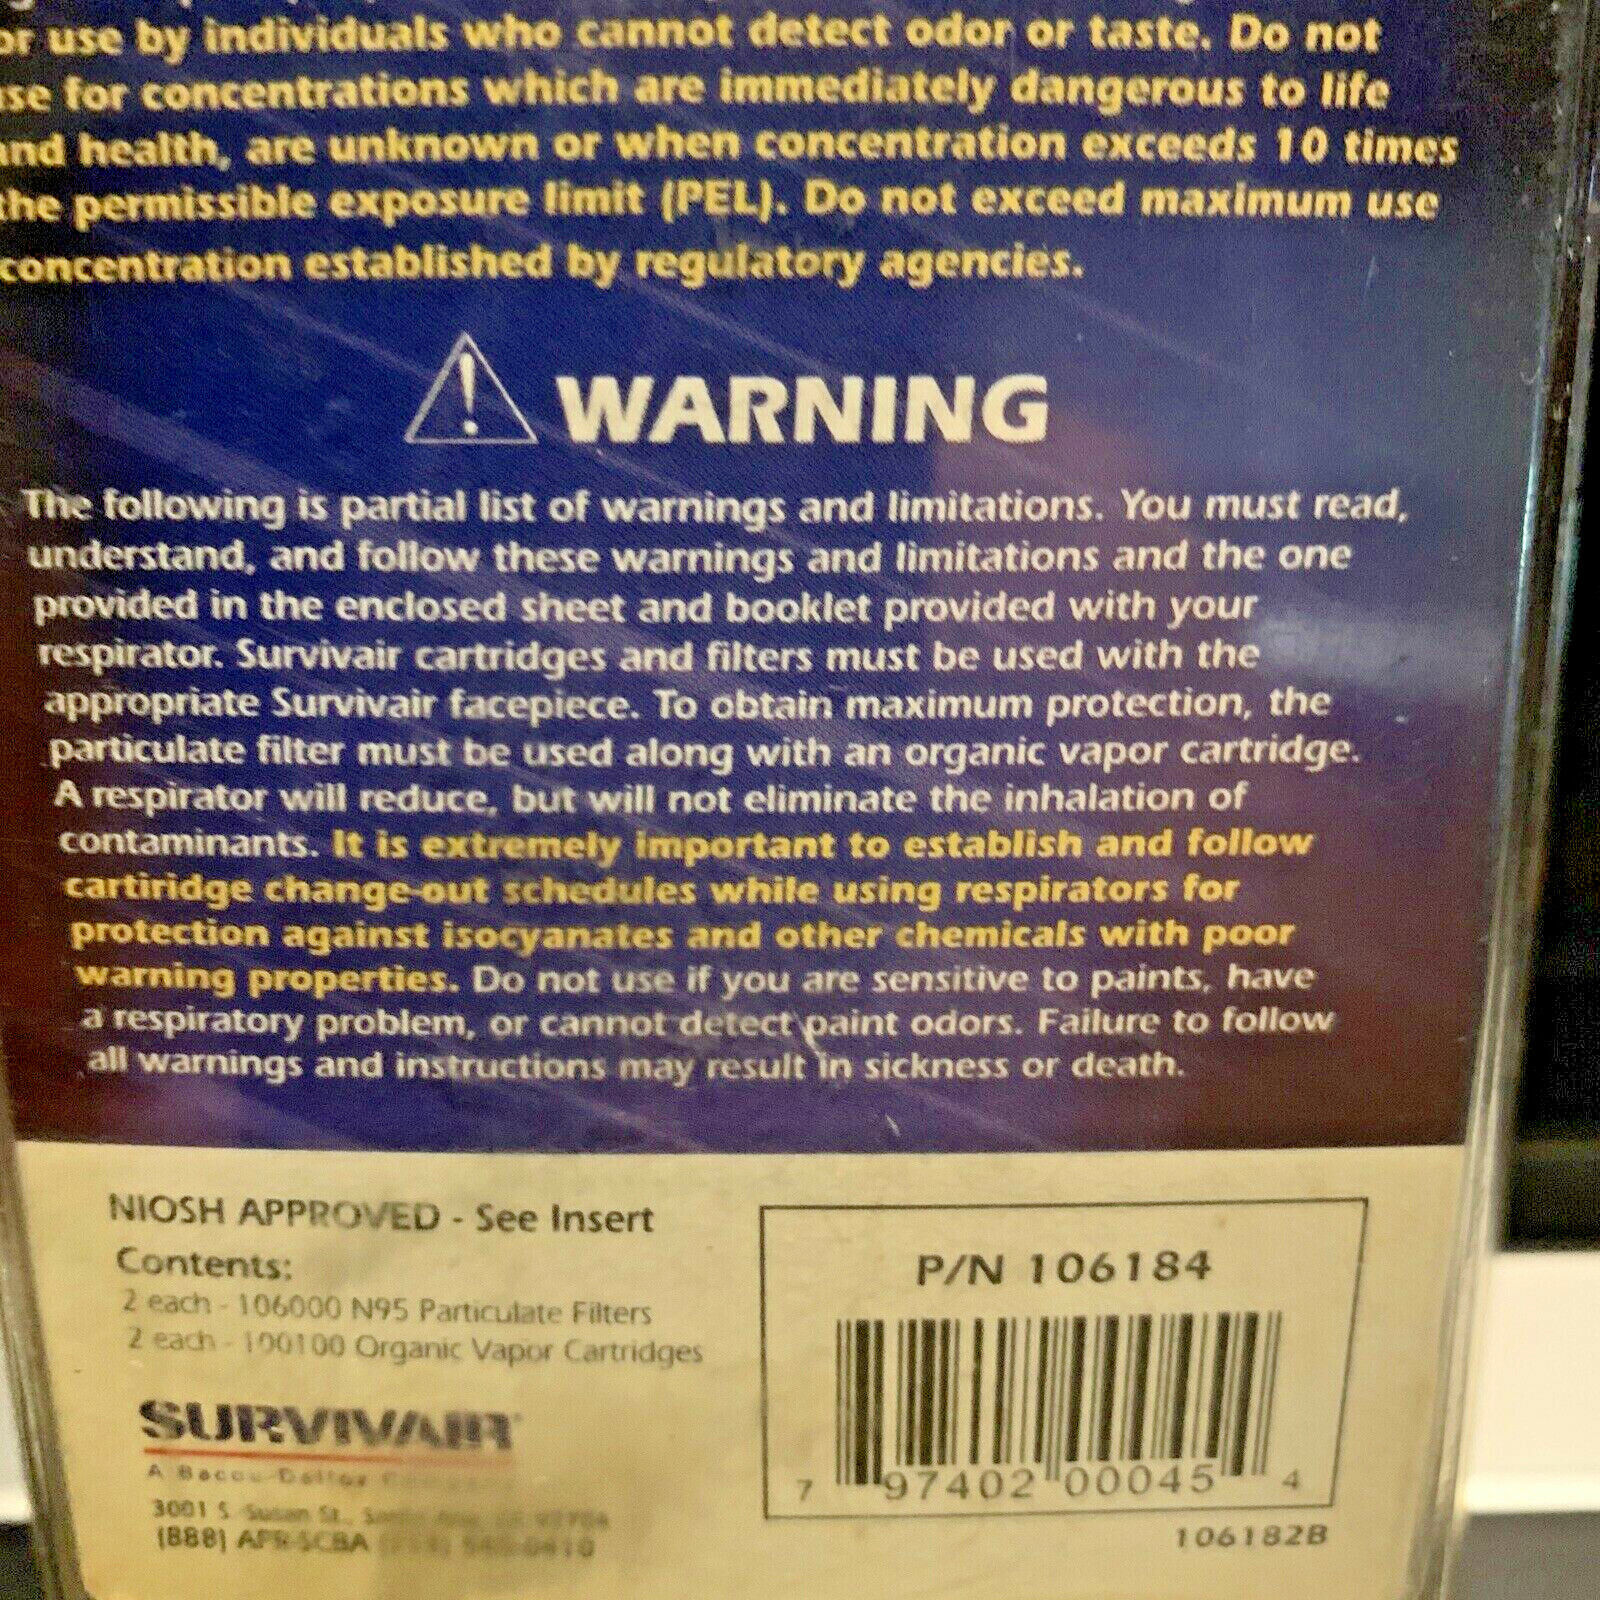 or use by individuals who cannot detect odor or taste. Do not
use for concentrations which are immediately dangerous to life
and health, are unknown or when concentration exceeds 10 times
the permissible exposure limit (PEL). Do not exceed maximum use
concentration established by regulatory agencies.
WARNING
The following is partial list of warnings and limitations. You must read,
understand, and follow these warnings and limitations and the one
provided in the enclosed sheet and booklet provided with your
respirator. Survivair cartridges and filters must be used with the
appropriate Survivair facepiece. To obtain maximum protection, the
particulate filter must be used along with an organic vapor cartridge.
A respirator will reduce, but will not eliminate the inhalation of
contaminants. It is extremely important to establish and follow
cartiridge change-out schedules while using respirators for
protection against isocyanates and other chemicals with poor
warning properties. Do not use if you are sensitive to paints, have
a respiratory problem, or cannot detect paint odors. Failure to follow
all warnings and instructions may result in sickness or death.
NIOSH APPROVED - See Insert
Contents:
2 each - 106000 N95 Particulate Filters
2 each - 100100 Organic Vapor Cartridges
SURVIVAIR
A Bacou-Dalloz Company
3001 S. Susan St.,
(888) APR-SCBA
P/N 106184
7 97402 00045 4
106182B